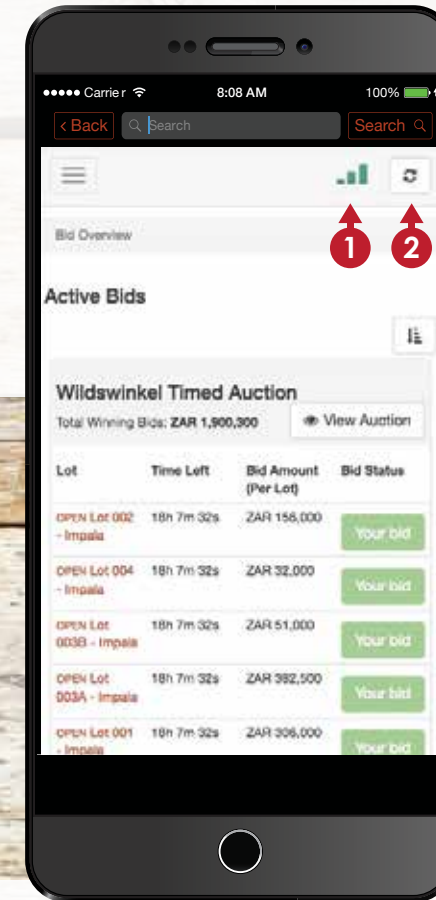 Carrier 8:08 AM 100%
< Back Search Search
1 2
Bid Overview
Active Bids
Wildswinkel Timed Auction
Total Winning Bids: ZAR 1,900,300 View Auction
Lot Time Left Bid Amount (Per Lot) Bid Status
OPEN Lot 002 - Impala 18h 7m 32s ZAR 156,000 Your bid
OPEN Lot 004 - Impala 18h 7m 32s ZAR 32,000 Your bid
OPEN Lot 003B - Impala 18h 7m 32s ZAR 51,000 Your bid
OPEN Lot 003A - Impala 18h 7m 32s ZAR 382,500 Your bid
OPEN Lot 001 - Impala 18h 7m 32s ZAR 306,000 Your bid